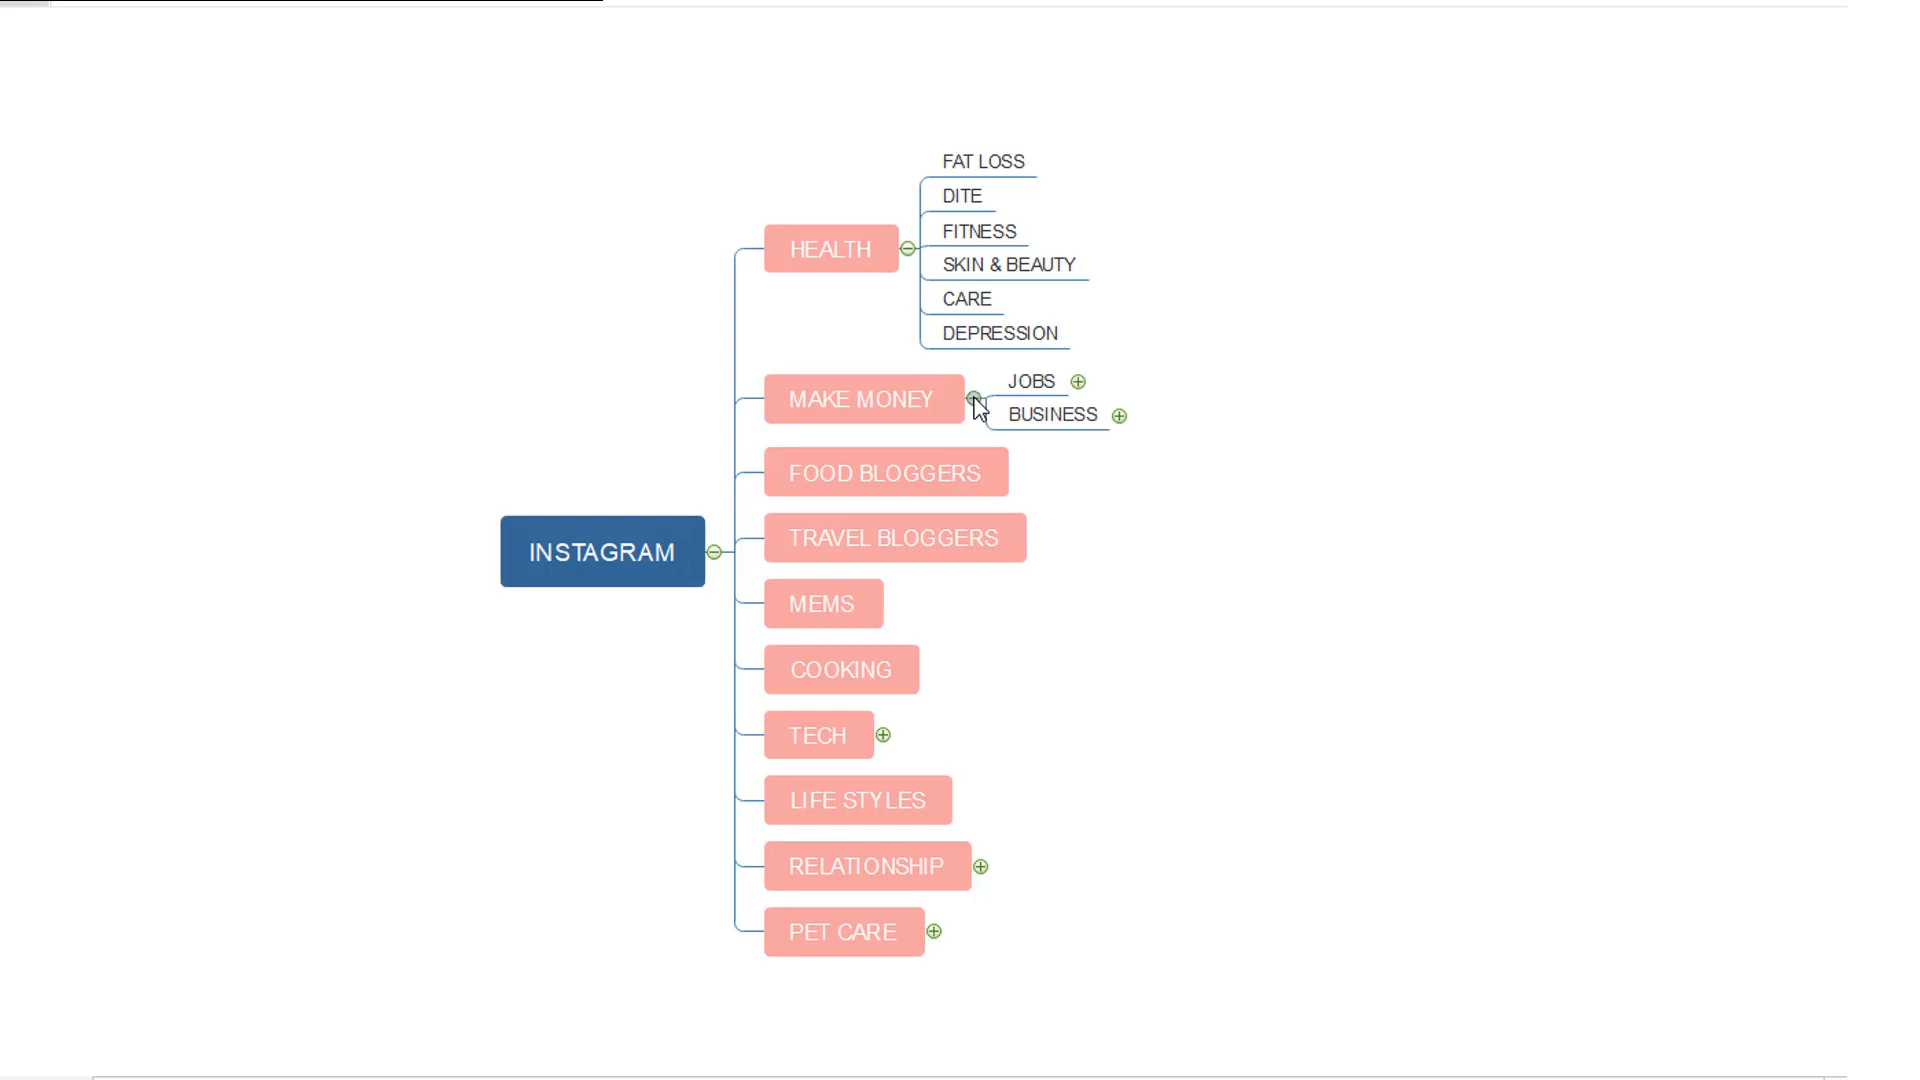 INSTAGRAM
HEALTH
FAT LOSS
DITE
FITNESS
SKIN & BEAUTY
CARE
DEPRESSION
MAKE MONEY
JOBS
BUSINESS
FOOD BLOGGERS
TRAVEL BLOGGERS
MEMS
COOKING
TECH
LIFE STYLES
RELATIONSHIP
PET CARE